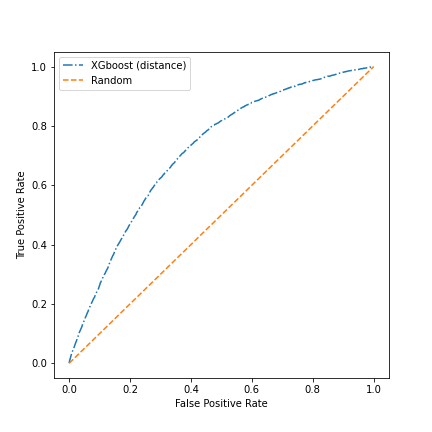 XGboost (distance)
Random
1.0
0.8
0.6
0.4
0.2
0.0
True Positive Rate
0.0 0.2 0.4 0.6 0.8 1.0
False Positive Rate